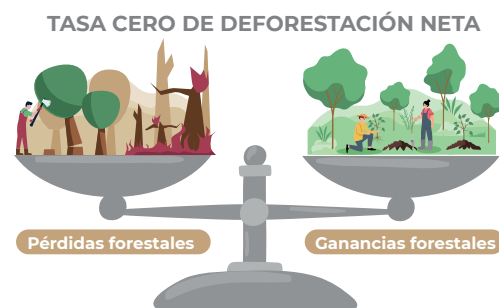 TASA CERO DE DEFORESTACIÓN NETA
Pérdidas forestales
Ganancias forestales